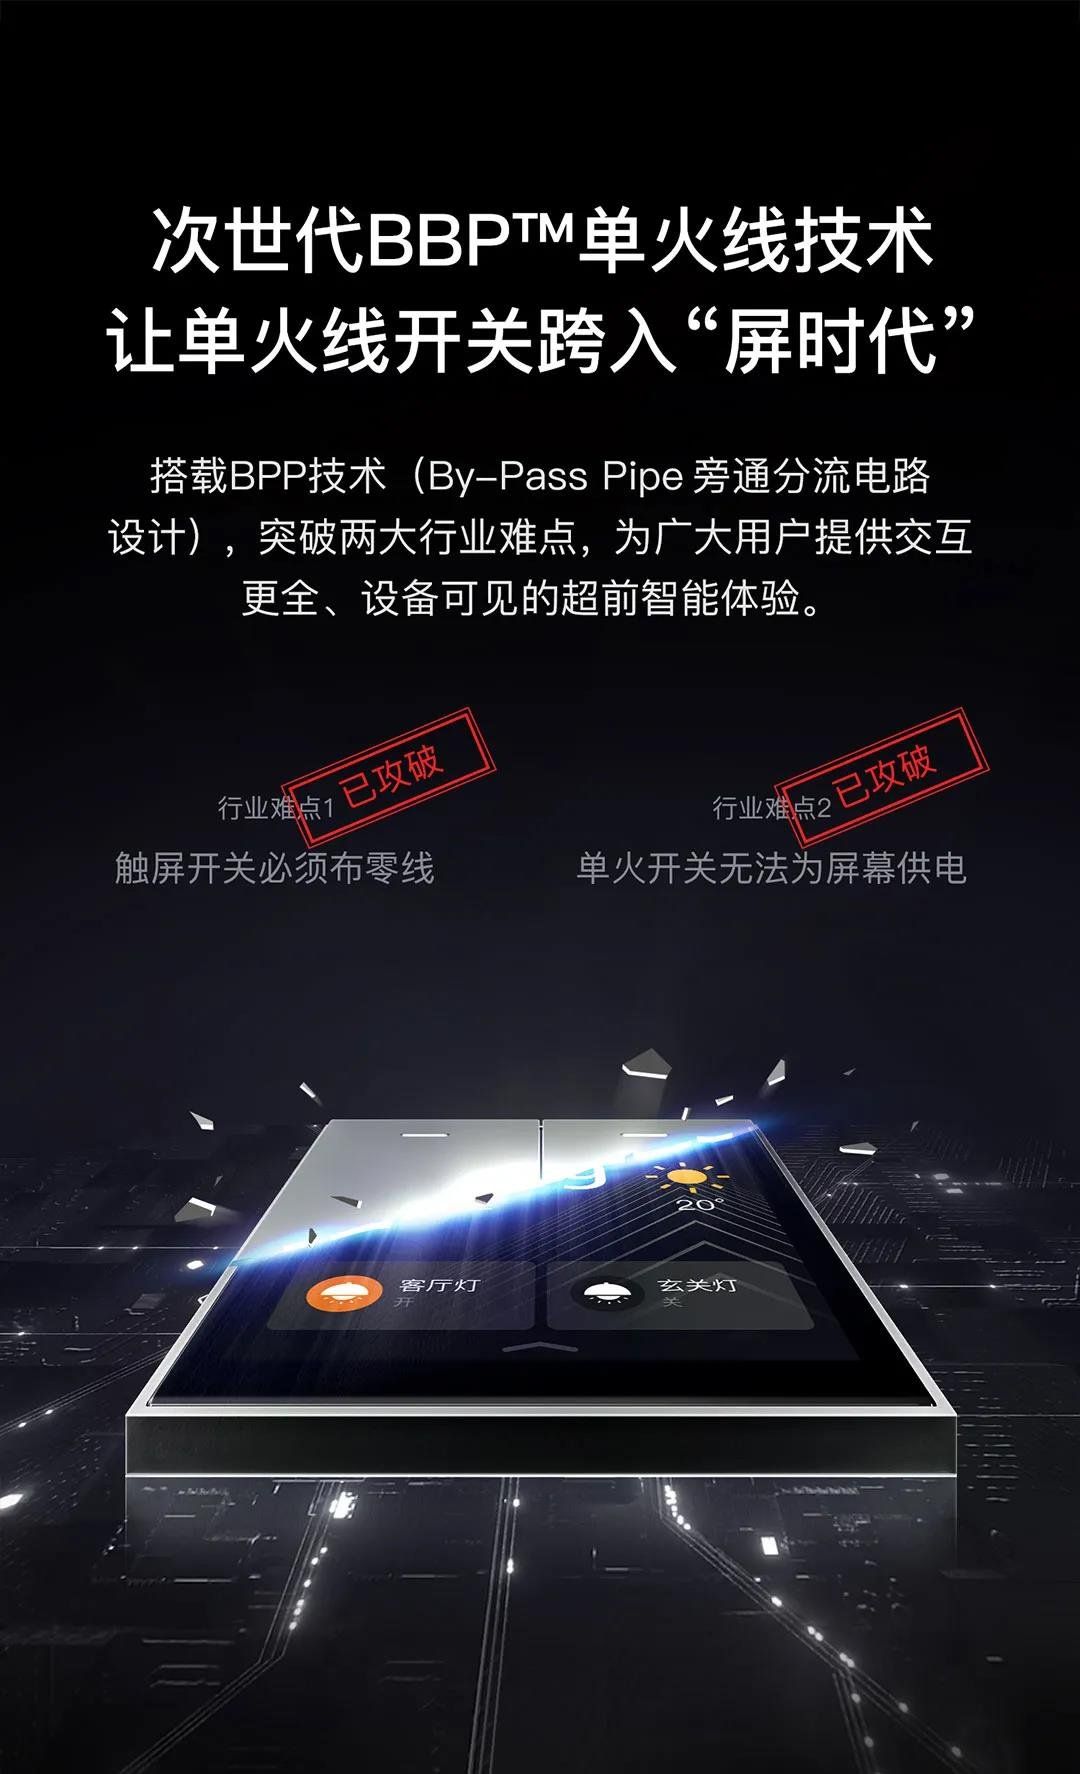 次世代BBP™单火线技术
让单火线开关跨入“屏时代”
搭载BPP技术（By-Pass Pipe 旁通分流电路
设计），突破两大行业难点，为广大用户提供交互
更全、设备可见的超前智能体验。
行业难点1
已攻破
触屏开关必须布零线
行业难点2
已攻破
单火开关无法为屏幕供电
20°
客厅灯
开
玄关灯
关